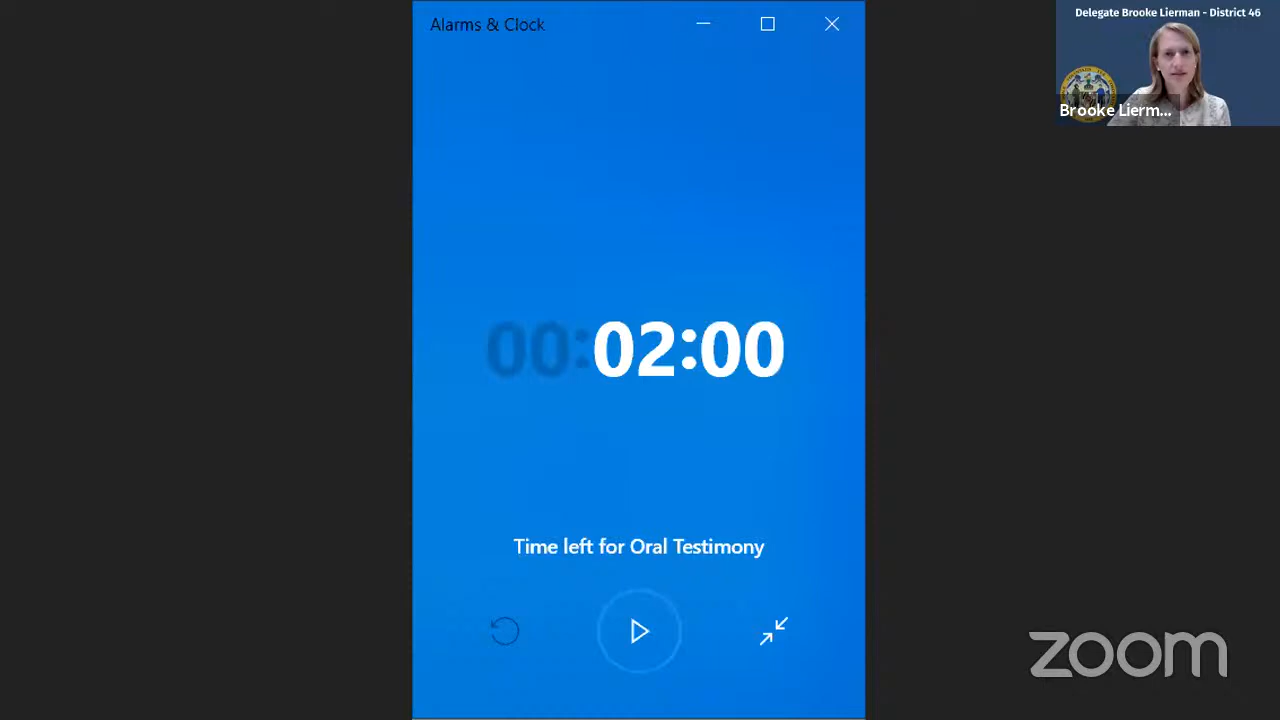 Alarms & Clock
Delegate Brooke Lierman - District 46
Brooke Lierm...
00:02:00
Time left for Oral Testimony
zoom